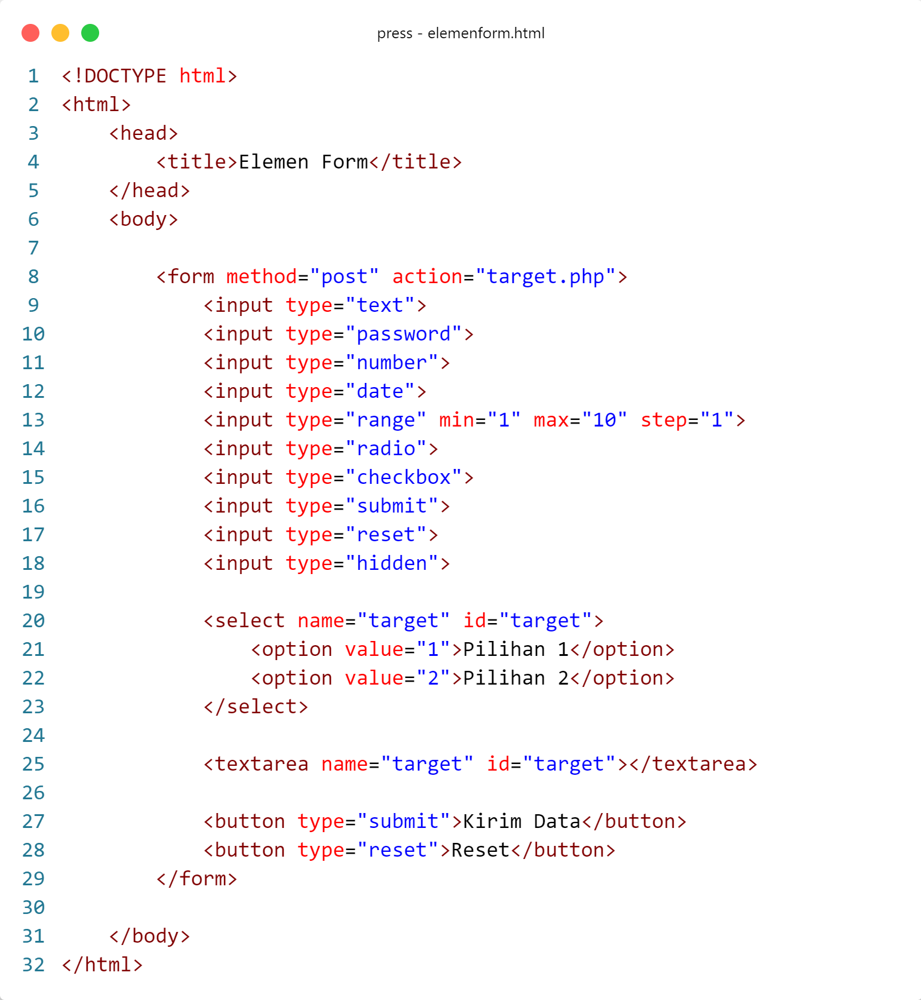 press - elemenform.html
1 <!DOCTYPE html>
2 <html>
3     <head>
4         <title>Elemen Form</title>
5     </head>
6     <body>
7
8         <form method="post" action="target.php">
9             <input type="text">
10             <input type="password">
11             <input type="number">
12             <input type="date">
13             <input type="range" min="1" max="10" step="1">
14             <input type="radio">
15             <input type="checkbox">
16             <input type="submit">
17             <input type="reset">
18             <input type="hidden">
19
20             <select name="target" id="target">
21                 <option value="1">Pilihan 1</option>
22                 <option value="2">Pilihan 2</option>
23             </select>
24
25             <textarea name="target" id="target"></textarea>
26
27             <button type="submit">Kirim Data</button>
28             <button type="reset">Reset</button>
29         </form>
30
31     </body>
32 </html>